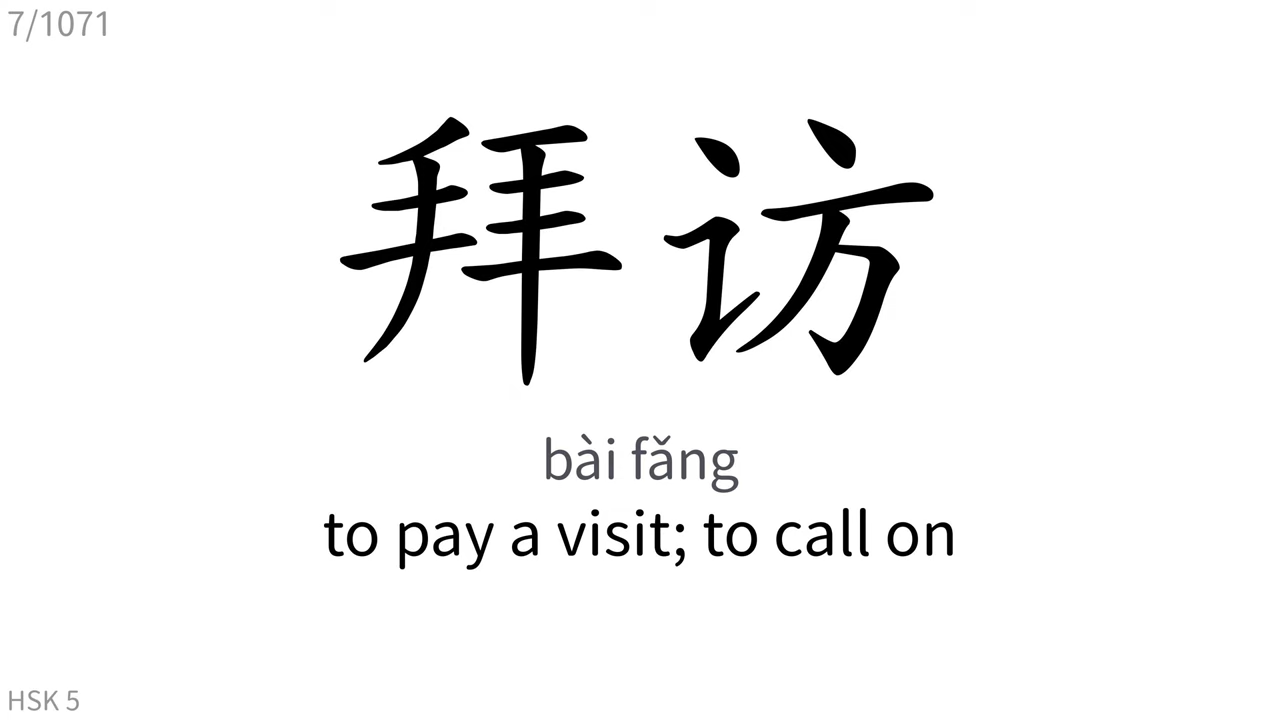 7/1071
拜访
bài fǎng
to pay a visit; to call on
HSK 5